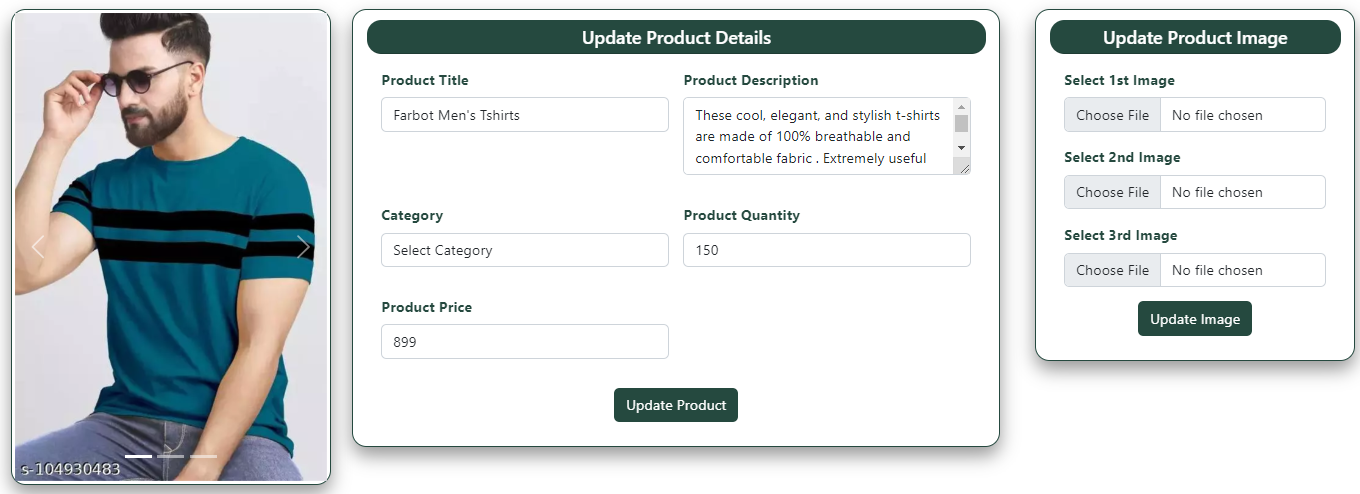 s-104930483
Update Product Details
Product Title
Farbot Men's Tshirts
Product Description
These cool, elegant, and stylish t-shirts
are made of 100% breathable and
comfortable fabric . Extremely useful
Category
Select Category
Product Quantity
150
Product Price
899
Update Product
Update Product Image
Select 1st Image
Choose File No file chosen
Select 2nd Image
Choose File No file chosen
Select 3rd Image
Choose File No file chosen
Update Image